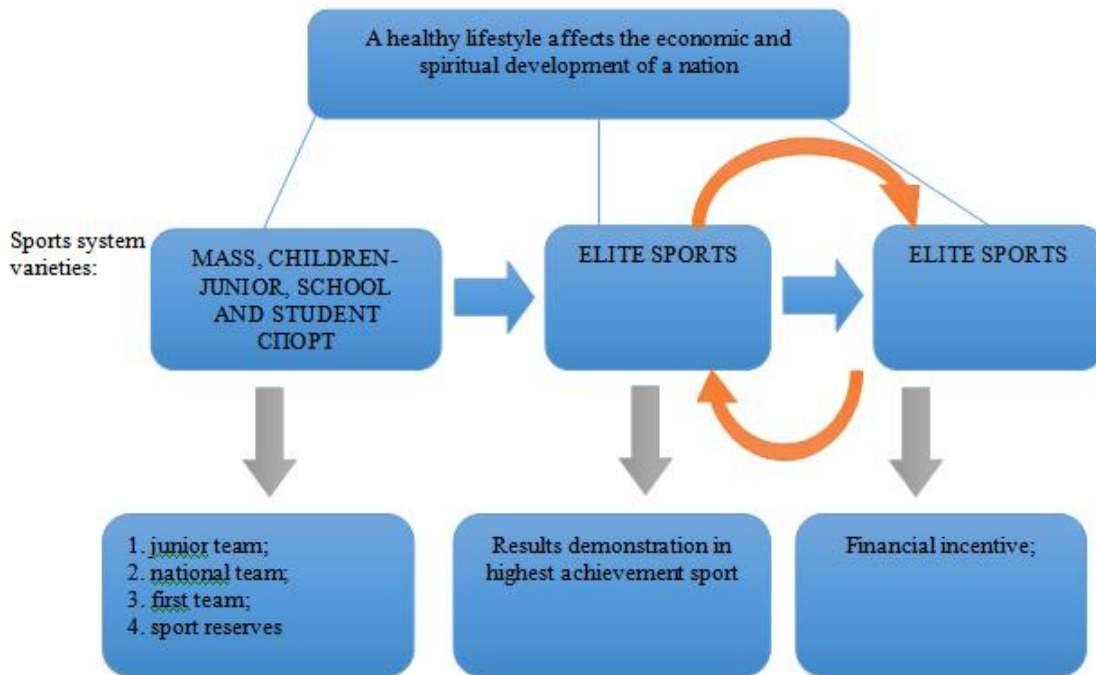 A healthy lifestyle affects the economic and
spiritual development of a nation
Sports system
varieties:
MASS, CHILDREN-
JUNIOR, SCHOOL
AND STUDENT
СПОРТ
ELITE SPORTS
ELITE SPORTS
1. junior team;
2. national team;
3. first team;
4. sport reserves
Results demonstration in
highest achievement sport
Financial incentive;